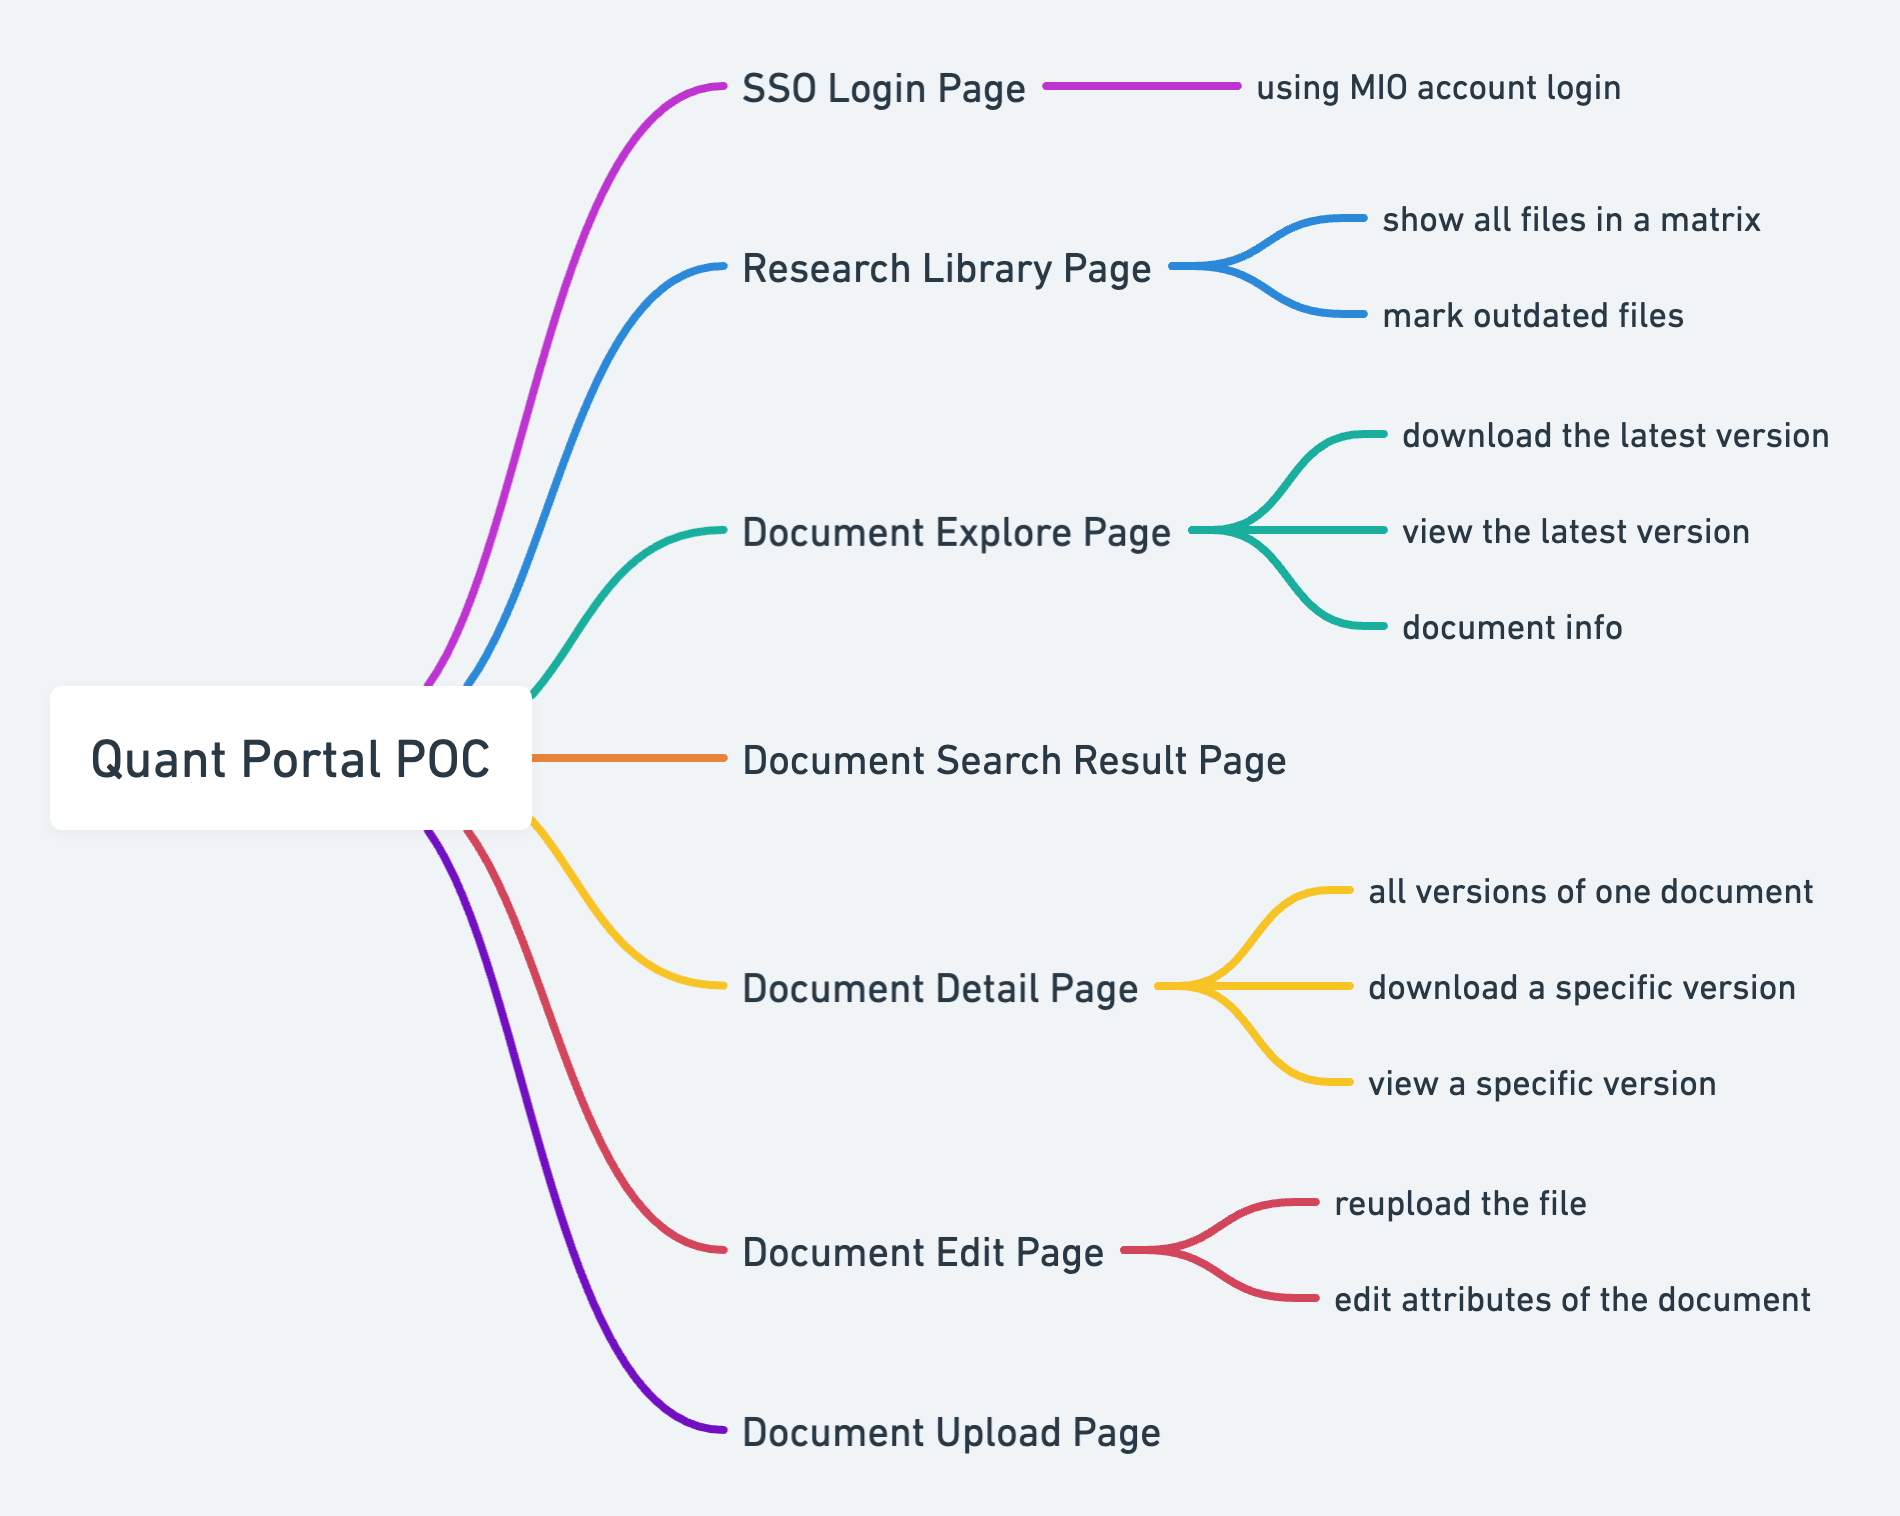 SSO Login Page
using MIO account login
Research Library Page
show all files in a matrix
mark outdated files
Document Explore Page
download the latest version
view the latest version
document info
Quant Portal POC
Document Search Result Page
Document Detail Page
all versions of one document
download a specific version
view a specific version
Document Edit Page
reupload the file
edit attributes of the document
Document Upload Page